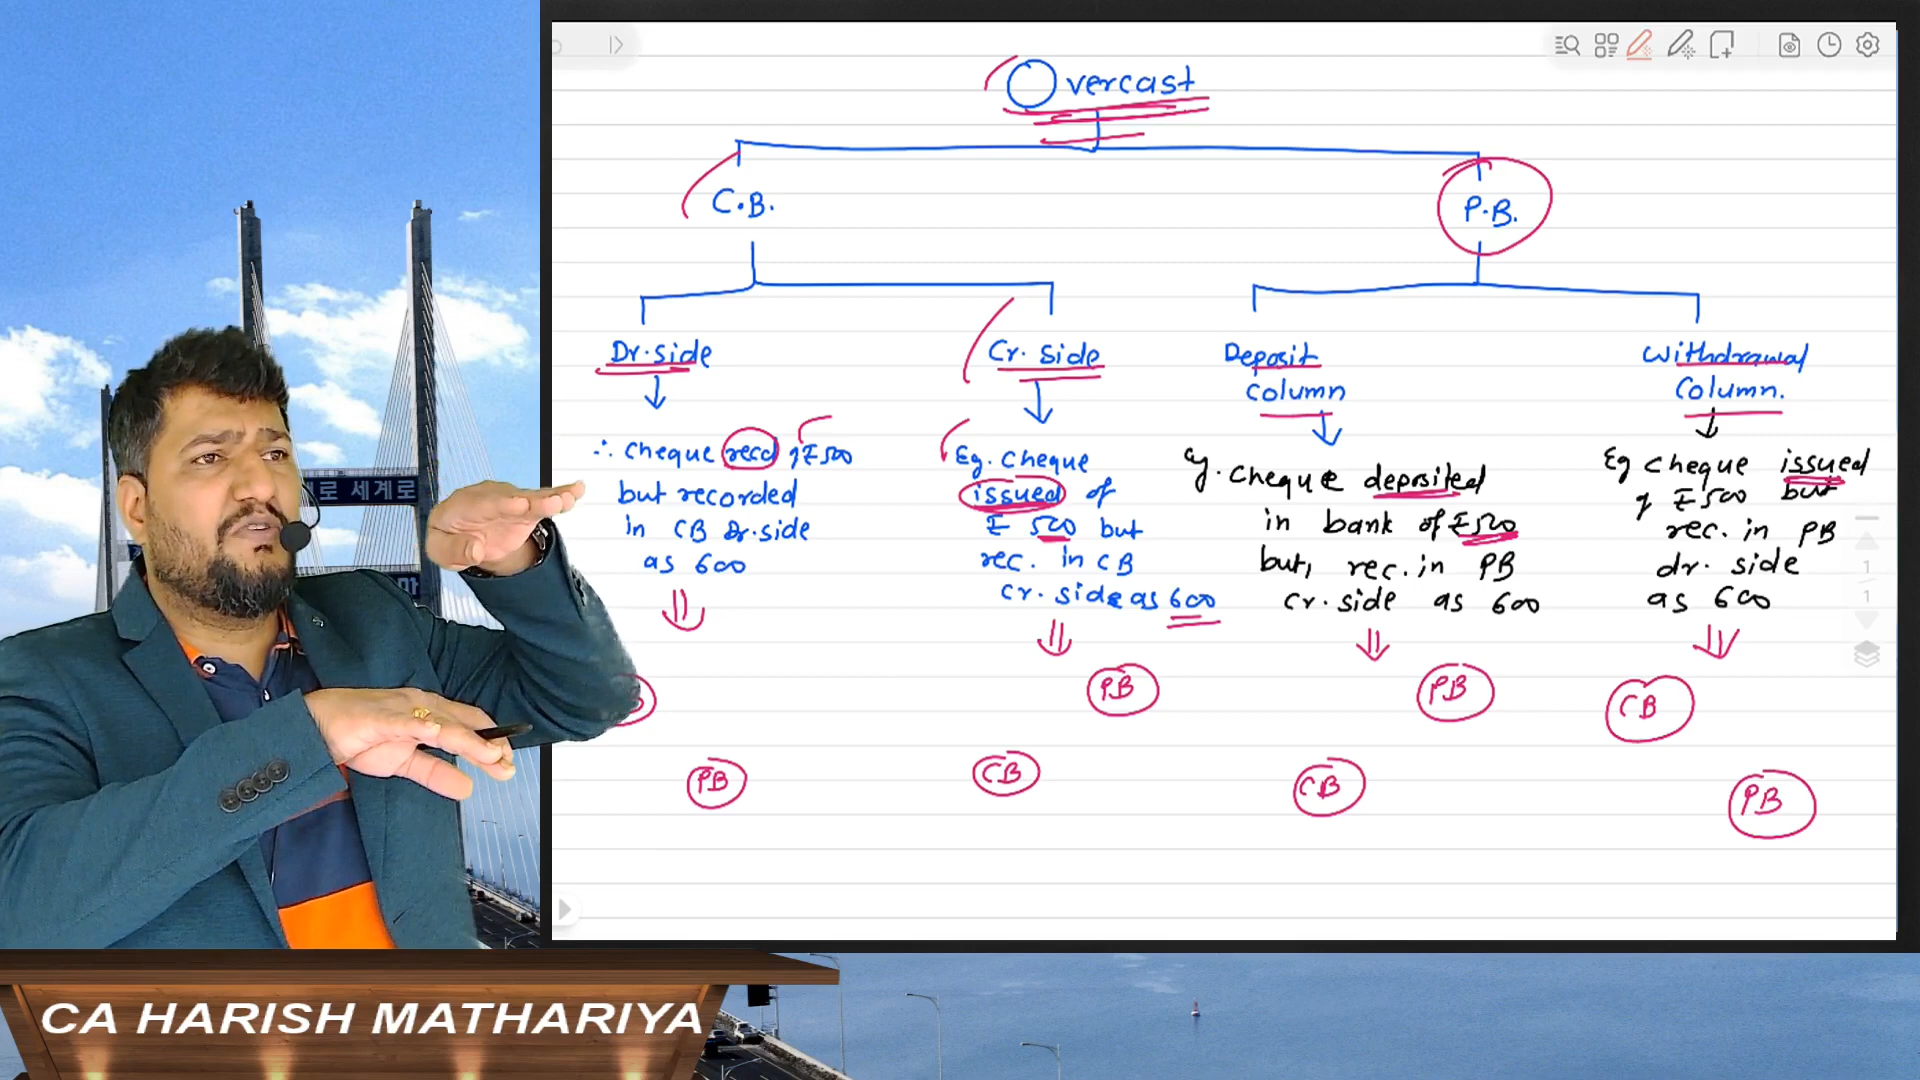 Overcast
C.B.
P.B.
Dr. side
Cr. side
Deposit
column
withdrawal
column.
∴ cheque recd of ₹500
but recorded
in CB Dr. side
as 600
Eg. cheque
issued of
₹ 500 but
rec. in CB
cr. side as 600
eg. cheque deposited
in bank of ₹500
but, rec. in PB
cr. side as 600
Eg cheque issued
of ₹500 but
rec. in PB
dr. side
as 600
PB
PB
CB
PB
CB
CB
PB
1
1
세계로
CA HARISH MATHARIYA